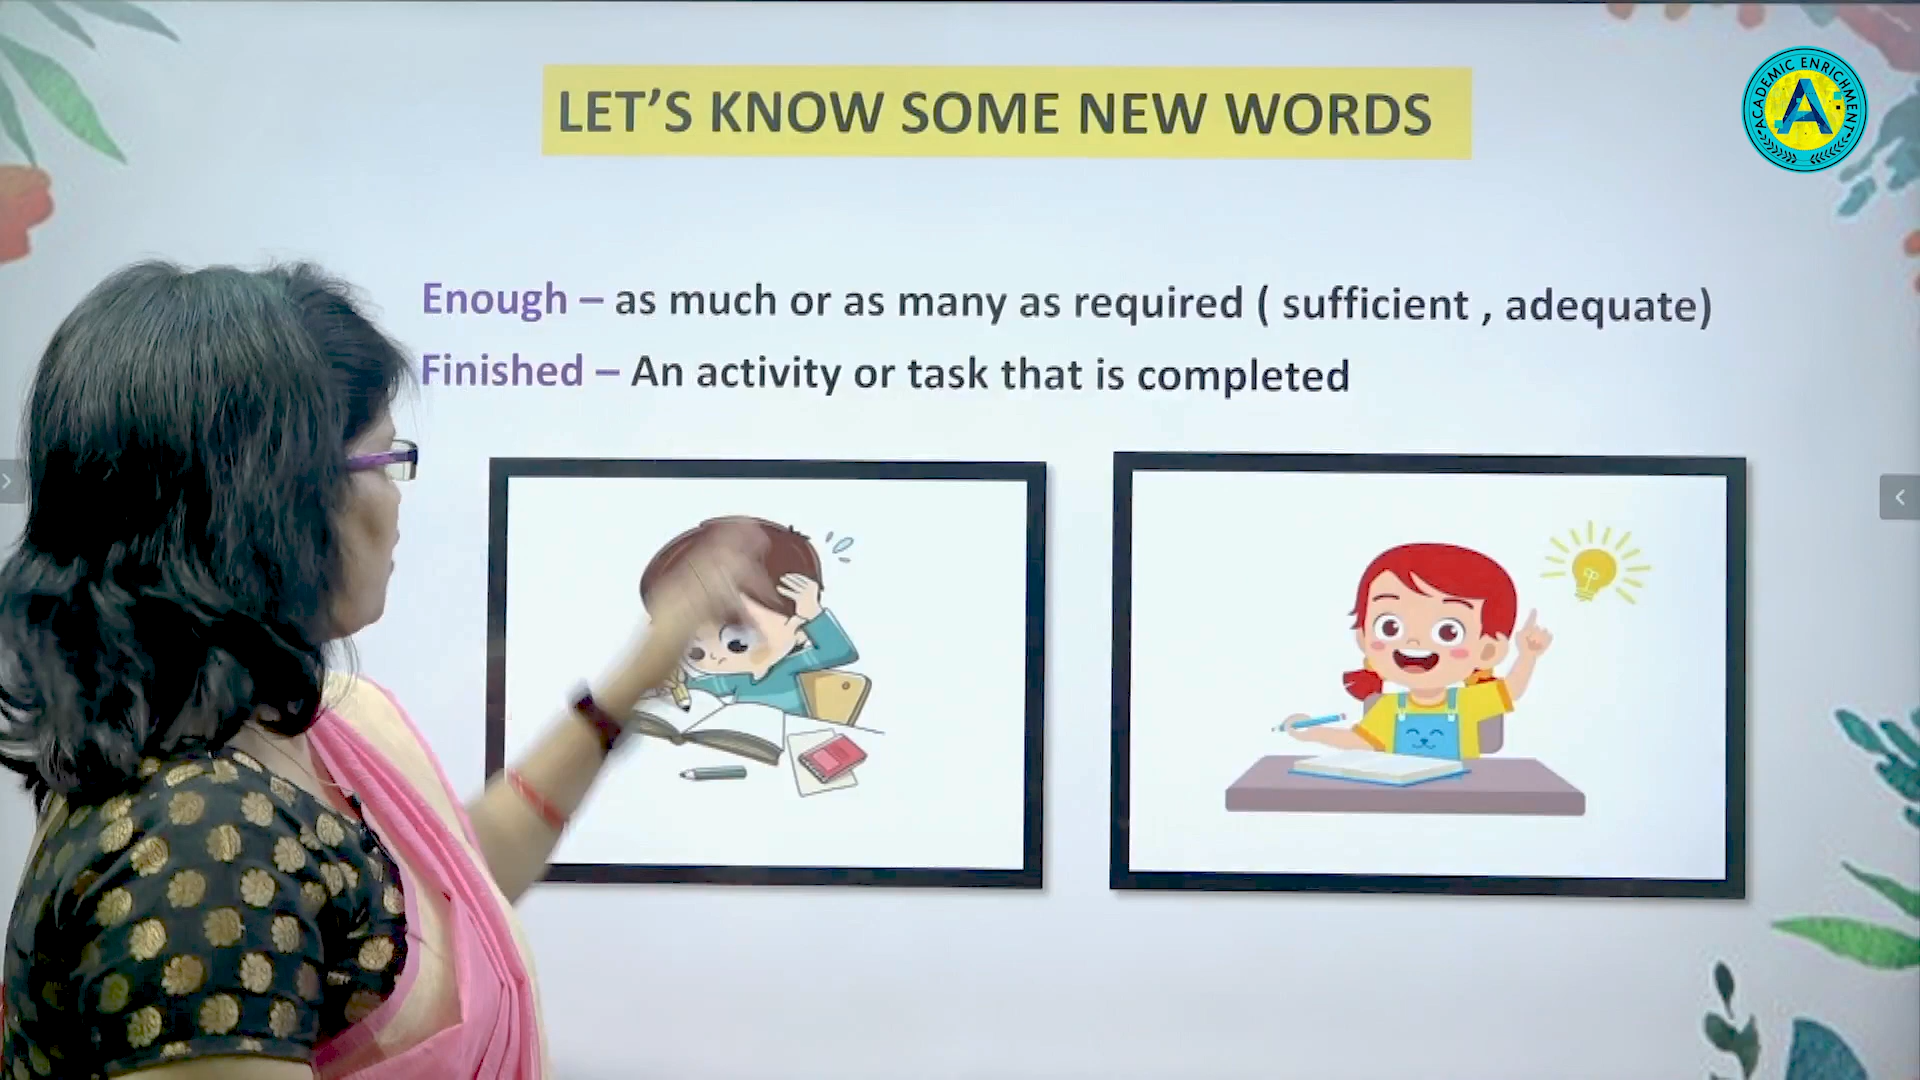 LET'S KNOW SOME NEW WORDS
ACADEMIC ENRICHMENT
A
Enough – as much or as many as required ( sufficient , adequate)
Finished – An activity or task that is completed